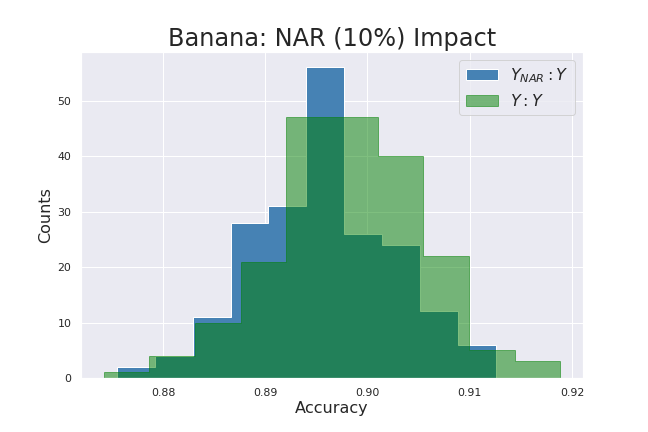 Banana: NAR (10%) Impact
Y_NAR : Y
Y : Y
50
40
30
20
10
0
Counts
0.88 0.89 0.90 0.91 0.92
Accuracy